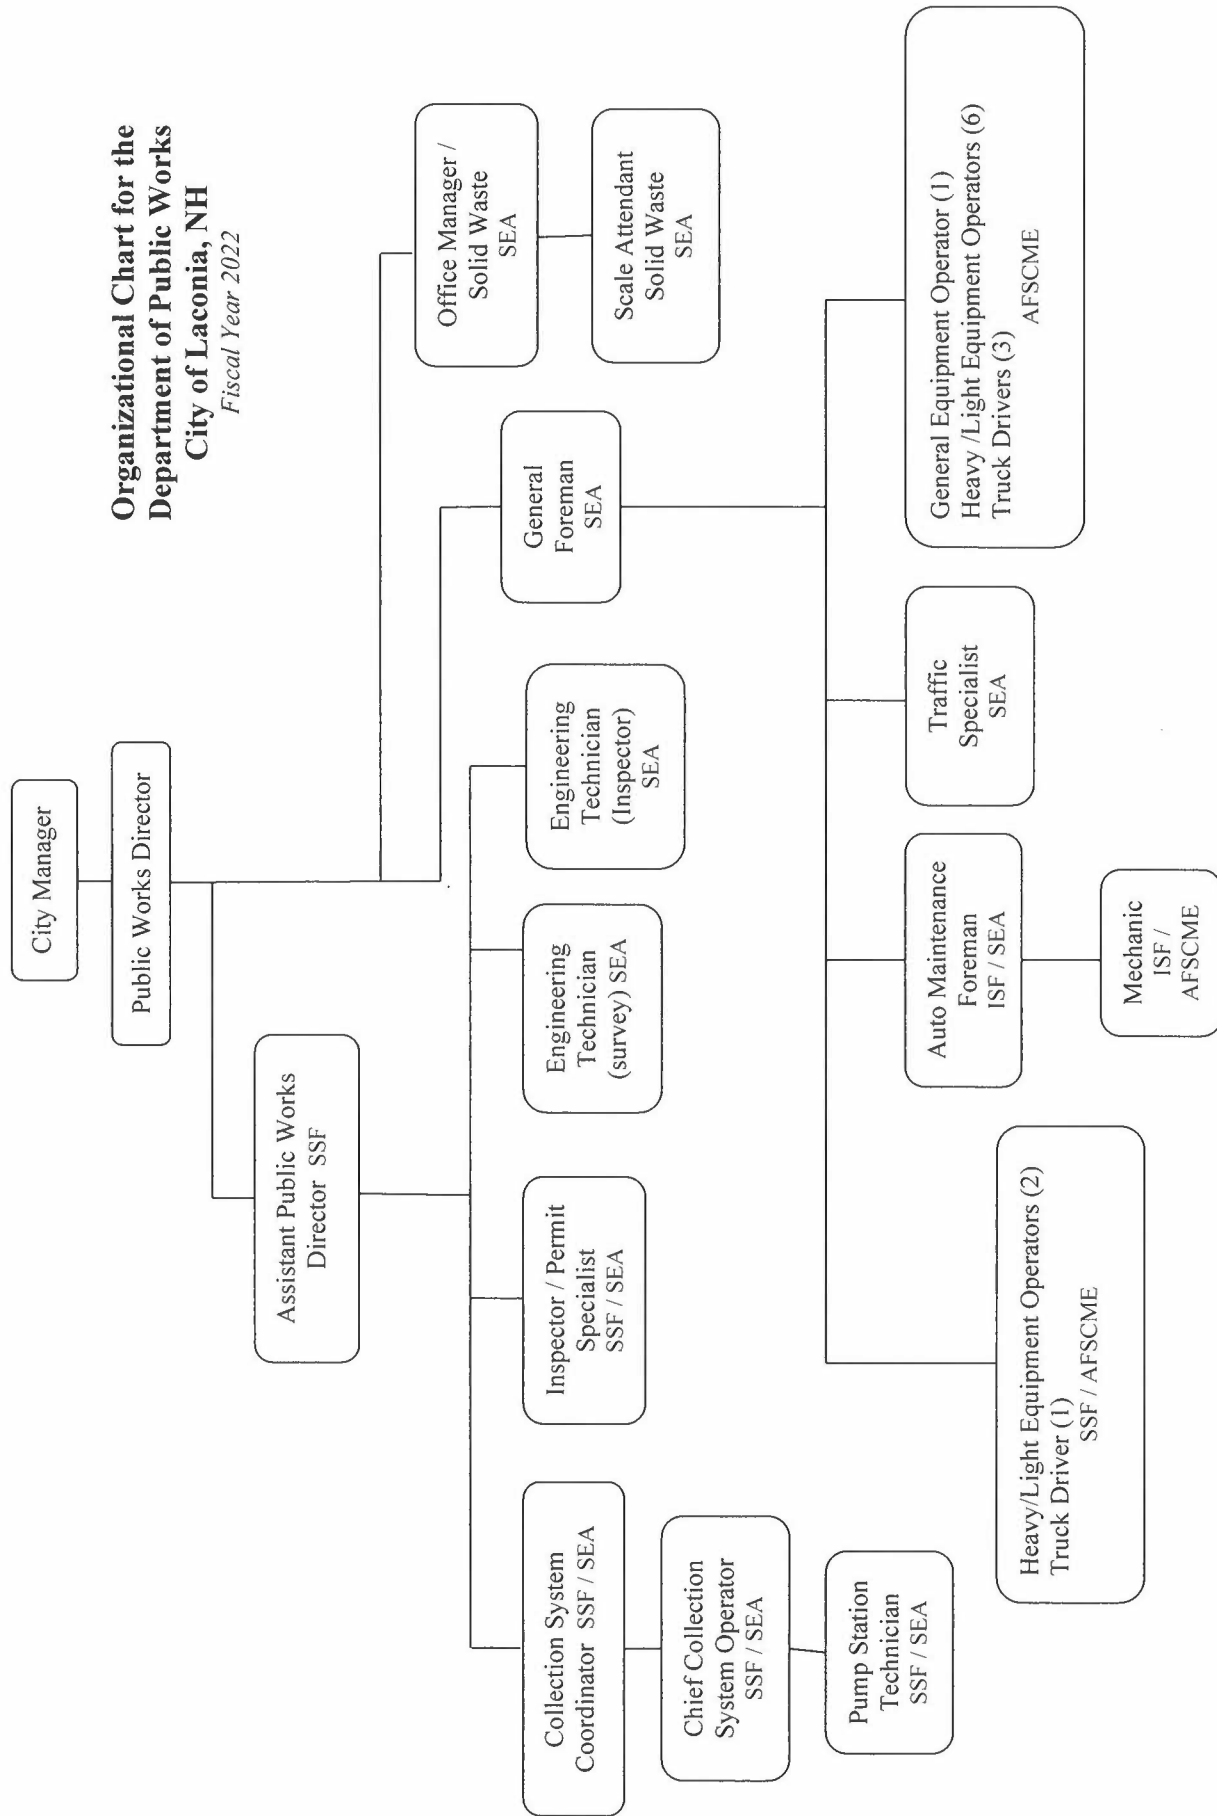 Organizational Chart for the
Department of Public Works
City of Laconia, NH
Fiscal Year 2022
City Manager
Public Works Director
Assistant Public Works
Director SSF
Collection System
Coordinator SSF / SEA
Chief Collection
System Operator
SSF / SEA
Pump Station
Technician
SSF / SEA
Inspector / Permit
Specialist
SSF / SEA
Engineering
Technician
(survey) SEA
Engineering
Technician
(Inspector)
SEA
General
Foreman
SEA
Office Manager /
Solid Waste
SEA
Scale Attendant
Solid Waste
SEA
Heavy/Light Equipment Operators (2)
Truck Driver (1)
SSF / AFSCME
Auto Maintenance
Foreman
ISF / SEA
Mechanic
ISF /
AFSCME
Traffic
Specialist
SEA
General Equipment Operator (1)
Heavy /Light Equipment Operators (6)
Truck Drivers (3)
AFSCME